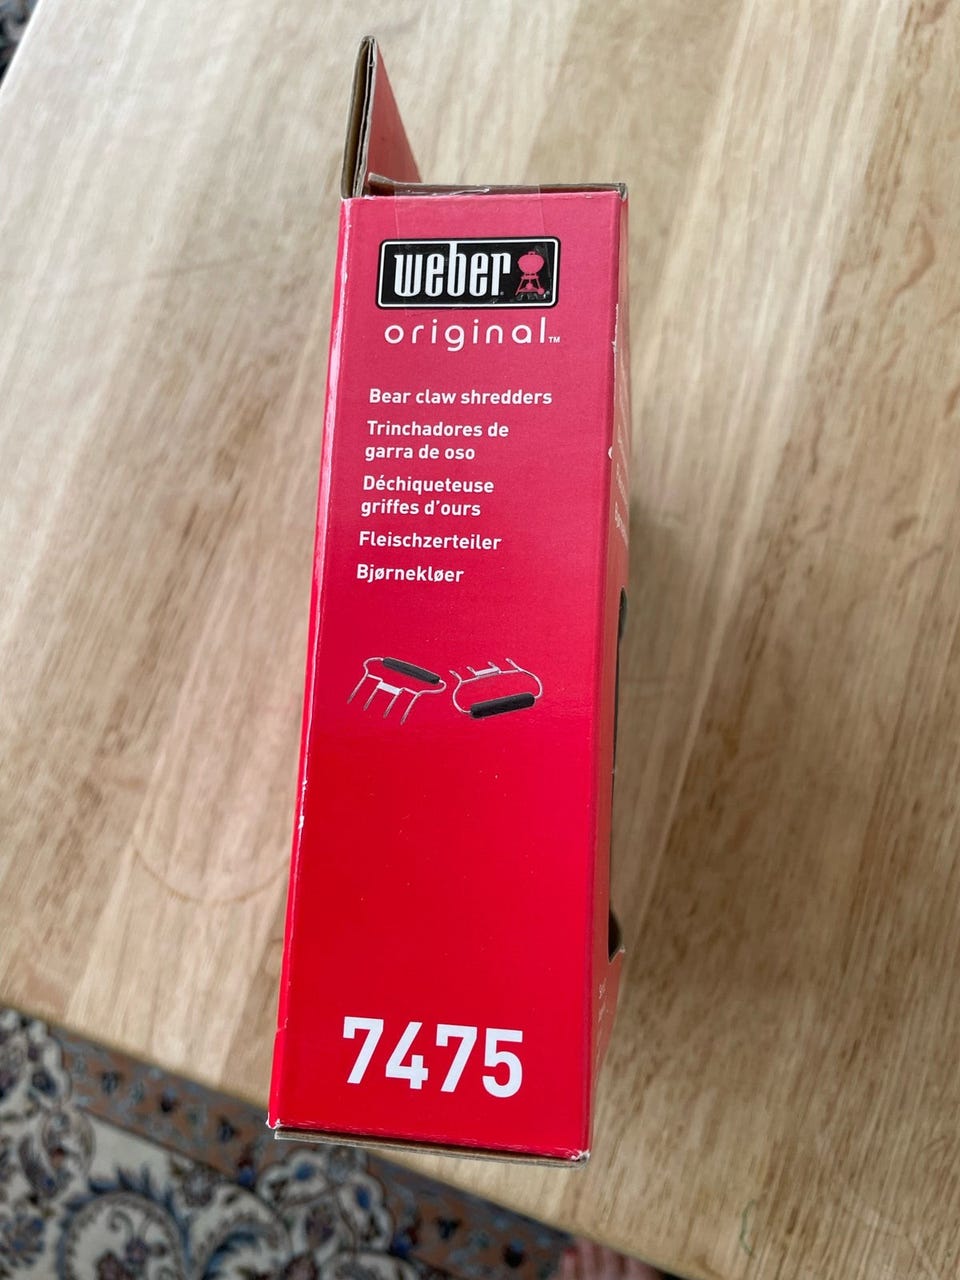 weber
original™
Bear claw shredders
Trinchadores de
garra de oso
Déchiqueteuse
griffes d'ours
Fleischzerteiler
Bjørnekløer
7475